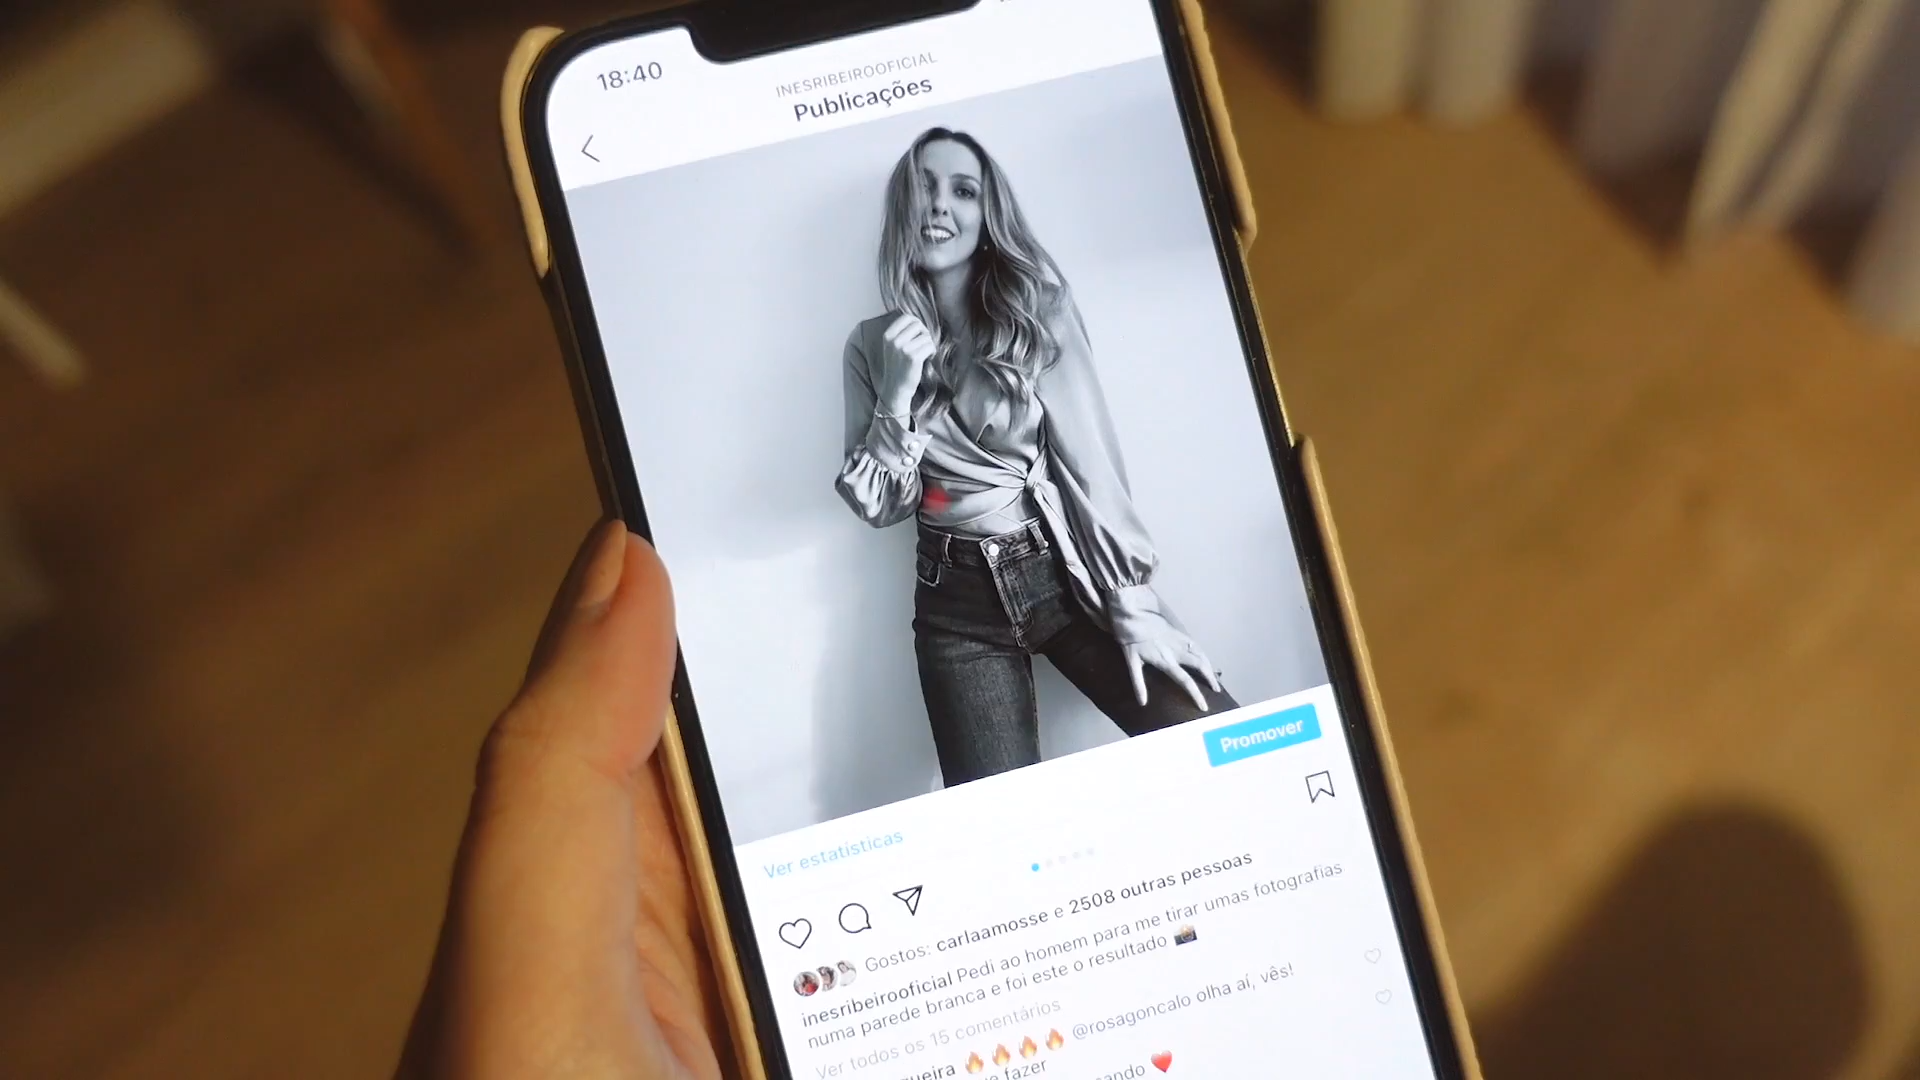 18:40
INESRIBEIROOFICIAL
Publicações
Promover
Ver estatísticas
Gostos: carlaamosse e 2508 outras pessoas
inesribeirooficial Pedi ao homem para me tirar umas fotografias
numa parede branca e foi este o resultado 📸
Ver todos os 15 comentários
🔥🔥🔥🔥 @rosagoncalo olha aí, vês!
fazer
❤️